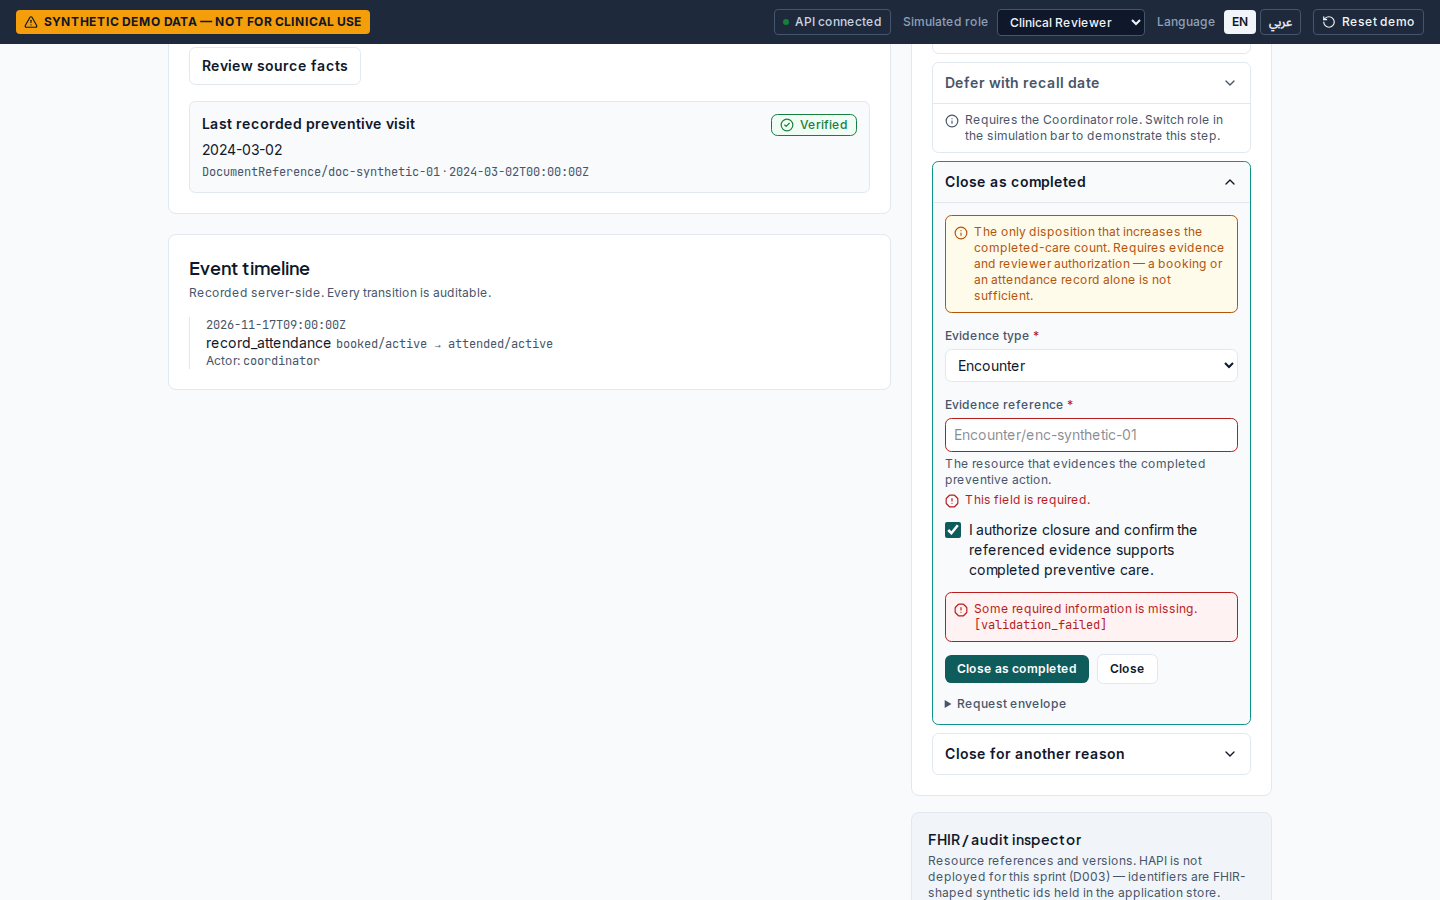 SYNTHETIC DEMO DATA — NOT FOR CLINICAL USE
API connected
Simulated role
Clinical Reviewer
Language
EN
عربي
Reset demo
Review source facts
Last recorded preventive visit
Verified
2024-03-02
DocumentReference/doc-synthetic-01 · 2024-03-02T00:00:00Z
Event timeline
Recorded server-side. Every transition is auditable.
2026-11-17T09:00:00Z
record_attendance booked/active → attended/active
Actor: coordinator
Defer with recall date
Requires the Coordinator role. Switch role in
the simulation bar to demonstrate this step.
Close as completed
The only disposition that increases the
completed-care count. Requires evidence
and reviewer authorization — a booking or
an attendance record alone is not
sufficient.
Evidence type *
Encounter
Evidence reference *
Encounter/enc-synthetic-01
The resource that evidences the completed
preventive action.
This field is required.
I authorize closure and confirm the
referenced evidence supports
completed preventive care.
Some required information is missing.
[validation_failed]
Close as completed
Close
Request envelope
Close for another reason
FHIR / audit inspector
Resource references and versions. HAPI is not
deployed for this sprint (D003) — identifiers are FHIR-
shaped synthetic ids held in the application store.